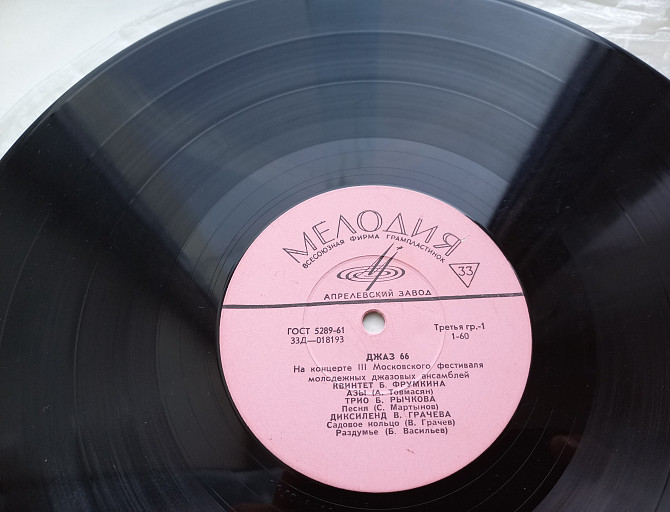 МЕЛОДИЯ
ВСЕСОЮЗНАЯ ФИРМА ГРАМПЛАСТИНОК
33
АПРЕЛЕВСКИЙ ЗАВОД
ГОСТ 5289-61 Третья гр.-1
33Д—018193 1-60
ДЖАЗ 66
На концерте III Московского фестиваля
молодежных джазовых ансамблей
КВИНТЕТ Б. ФРУМКИНА
АЗЫ (А. Товмасян)
ТРИО Б. РЫЧКОВА
Песня (С. Мартынов)
ДИКСИЛЕНД В. ГРАЧЕВА
Садовое кольцо (В. Грачев)
Раздумье (Б. Васильев)